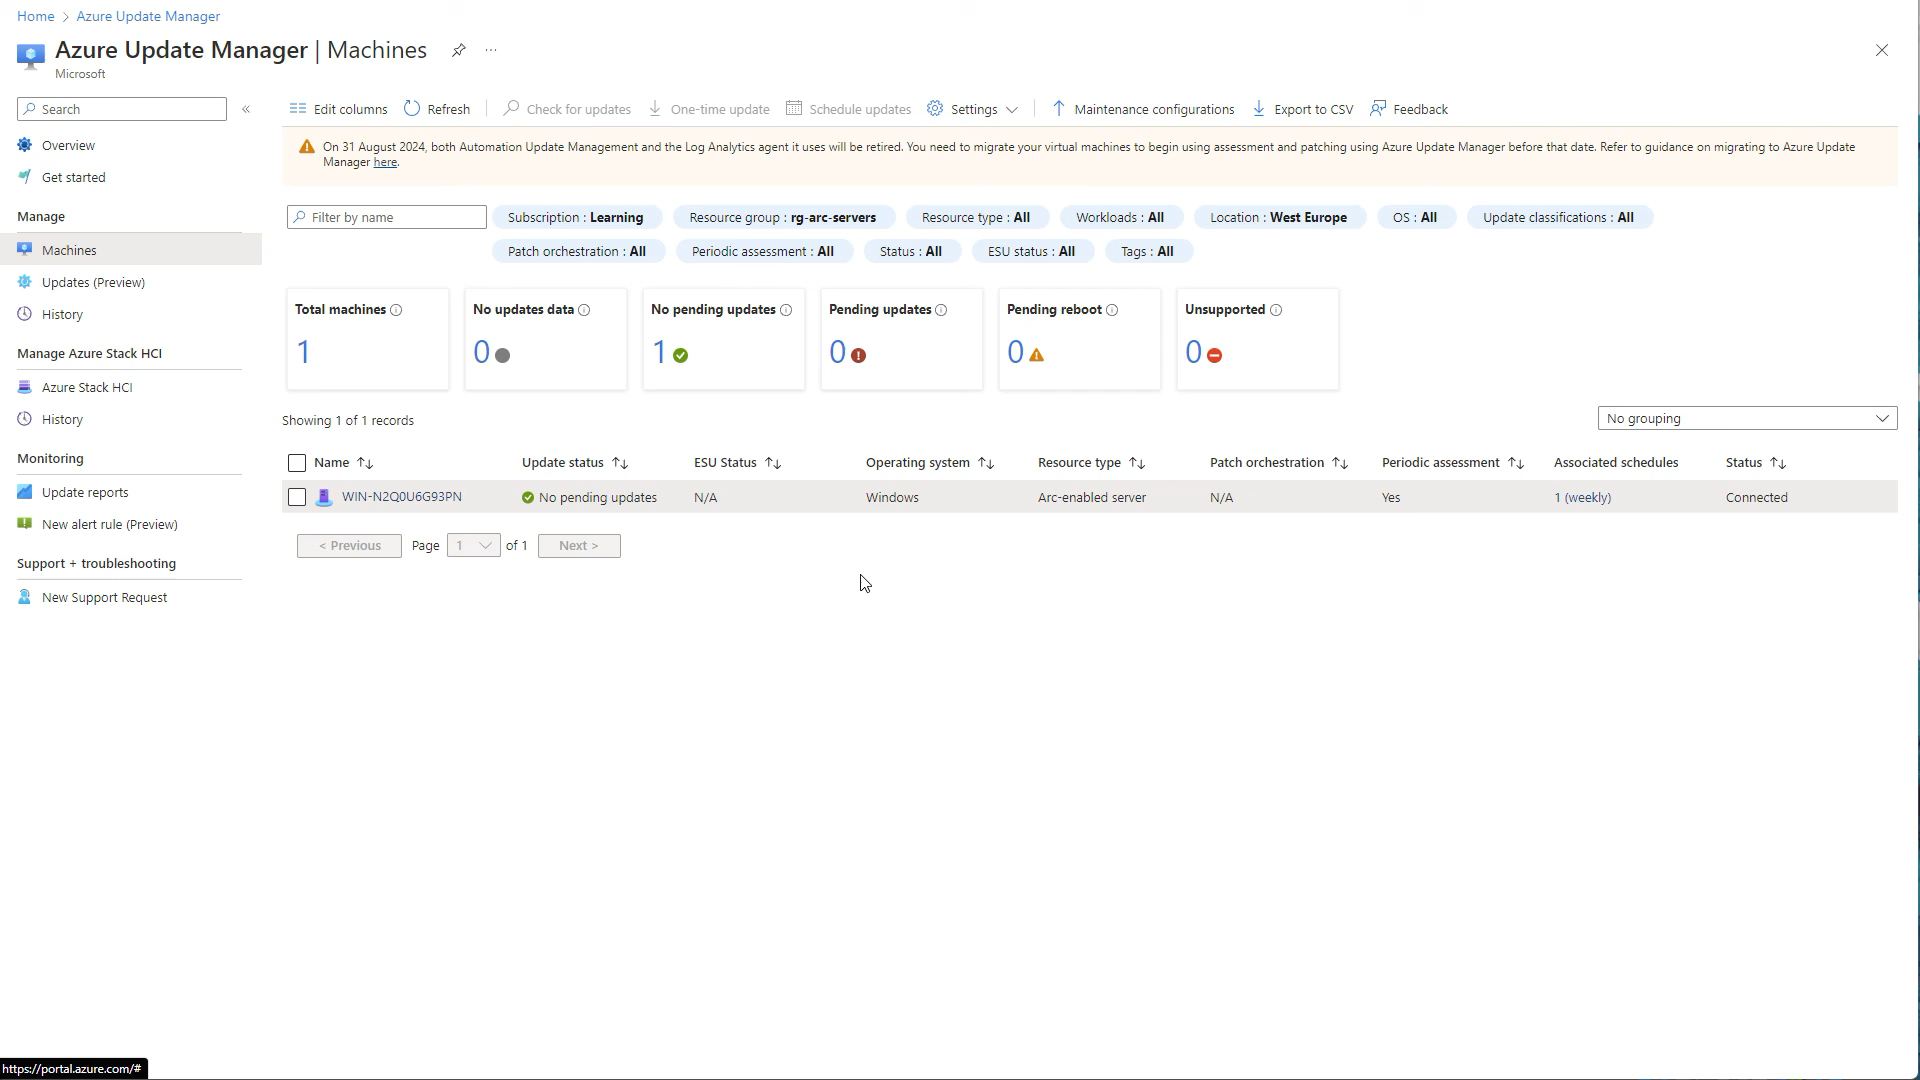 Home > Azure Update Manager
Azure Update Manager | Machines ...
Microsoft
Search «
Overview
Get started
Manage
Machines
Updates (Preview)
History
Manage Azure Stack HCI
Azure Stack HCI
History
Monitoring
Update reports
New alert rule (Preview)
Support + troubleshooting
New Support Request
Edit columns Refresh Check for updates One-time update Schedule updates Settings Maintenance configurations Export to CSV Feedback
On 31 August 2024, both Automation Update Management and the Log Analytics agent it uses will be retired. You need to migrate your virtual machines to begin using assessment and patching using Azure Update Manager before that date. Refer to guidance on migrating to Azure Update
Manager here.
Filter by name Subscription : Learning Resource group : rg-arc-servers Resource type : All Workloads : All Location : West Europe OS : All Update classifications : All
Patch orchestration : All Periodic assessment : All Status : All ESU status : All Tags : All
Total machines No updates data No pending updates Pending updates Pending reboot Unsupported
1 0 1 0 0 0
Showing 1 of 1 records No grouping
Name Update status ESU Status Operating system Resource type Patch orchestration Periodic assessment Associated schedules Status
WIN-N2Q0U6G93PN No pending updates N/A Windows Arc-enabled server N/A Yes 1 (weekly) Connected
< Previous Page 1 of 1 Next >
https://portal.azure.com/#